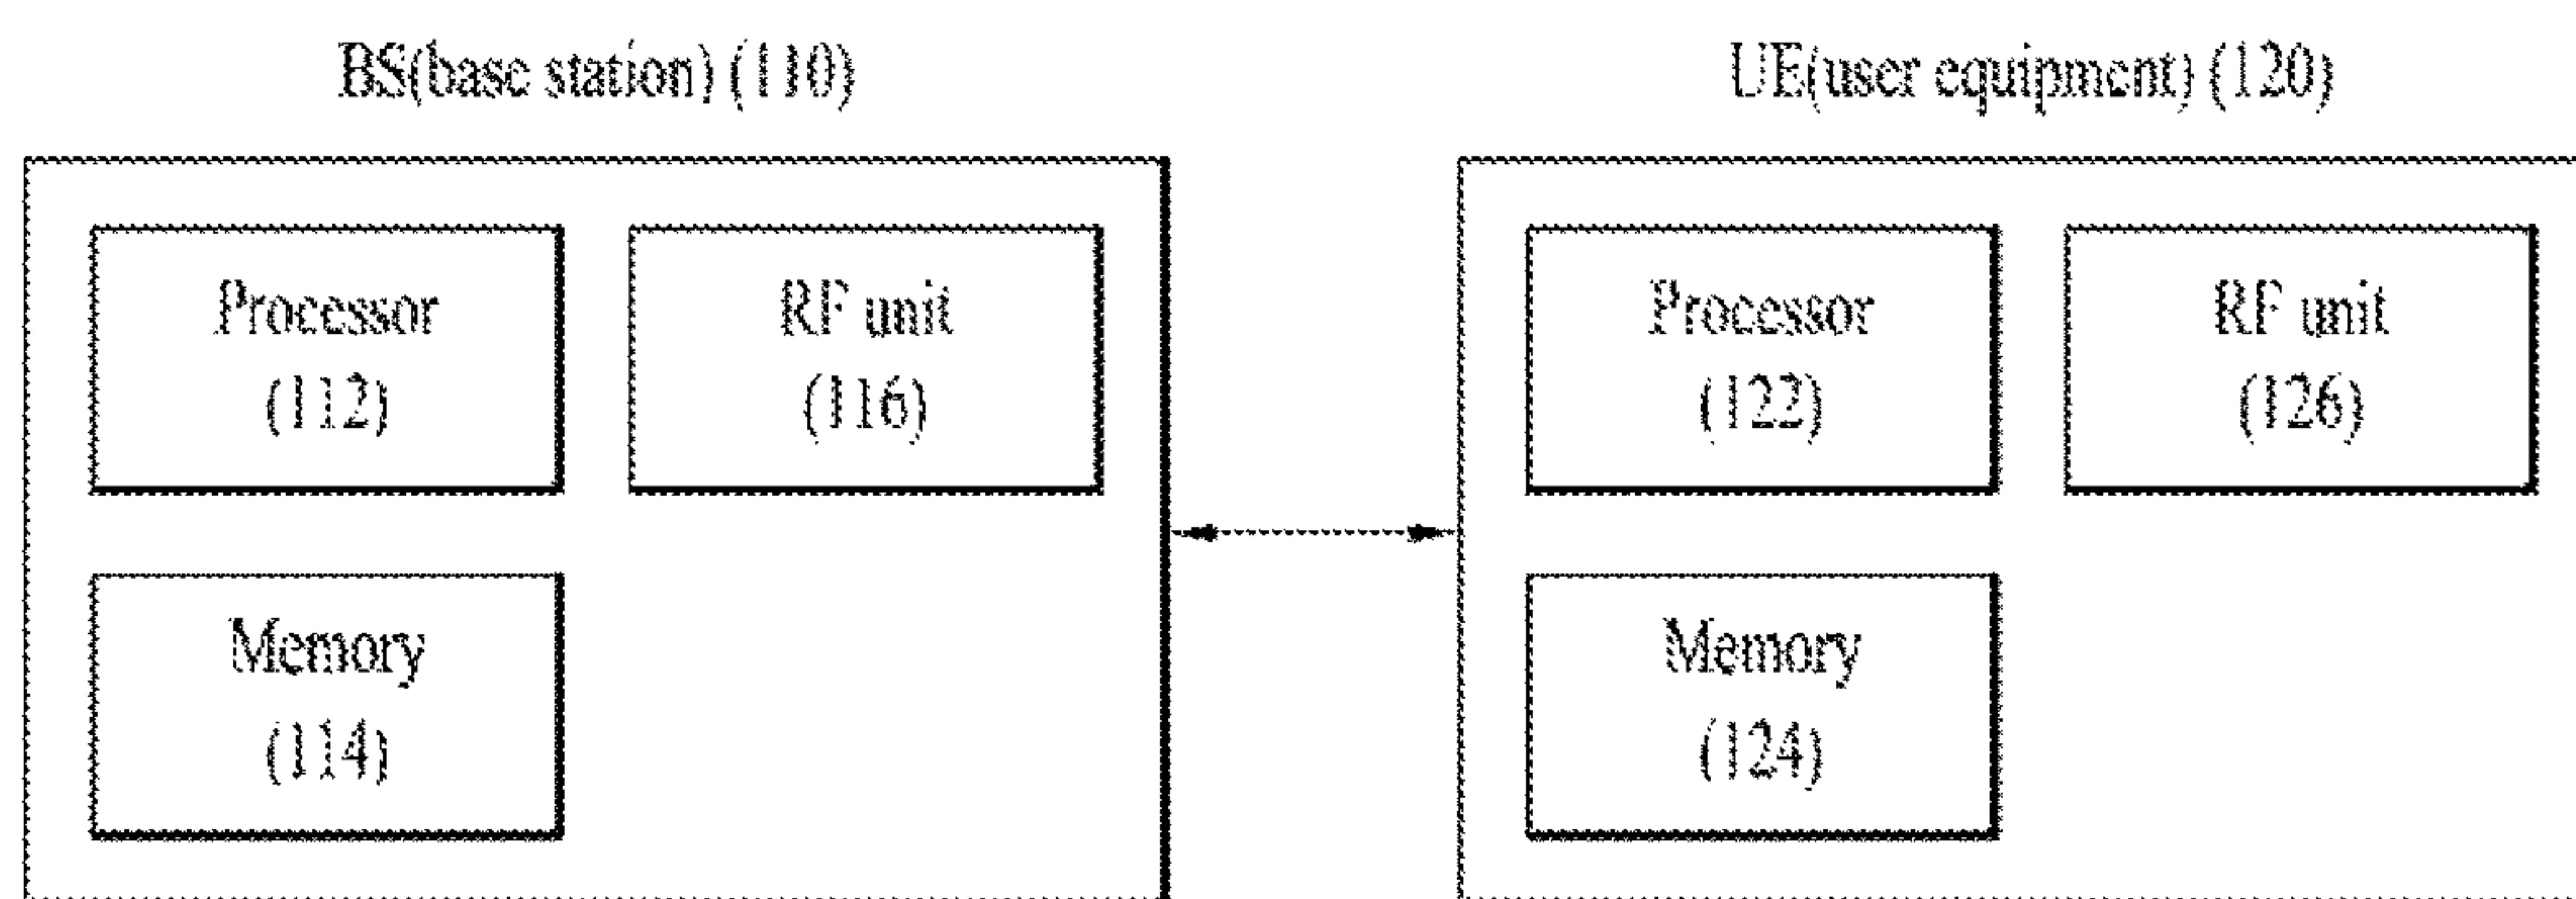 BS(base station) (110)
UE(user equipment) (120)
Processor
(112)
RF unit
(116)
Memory
(114)
Processor
(122)
RF unit
(126)
Memory
(124)